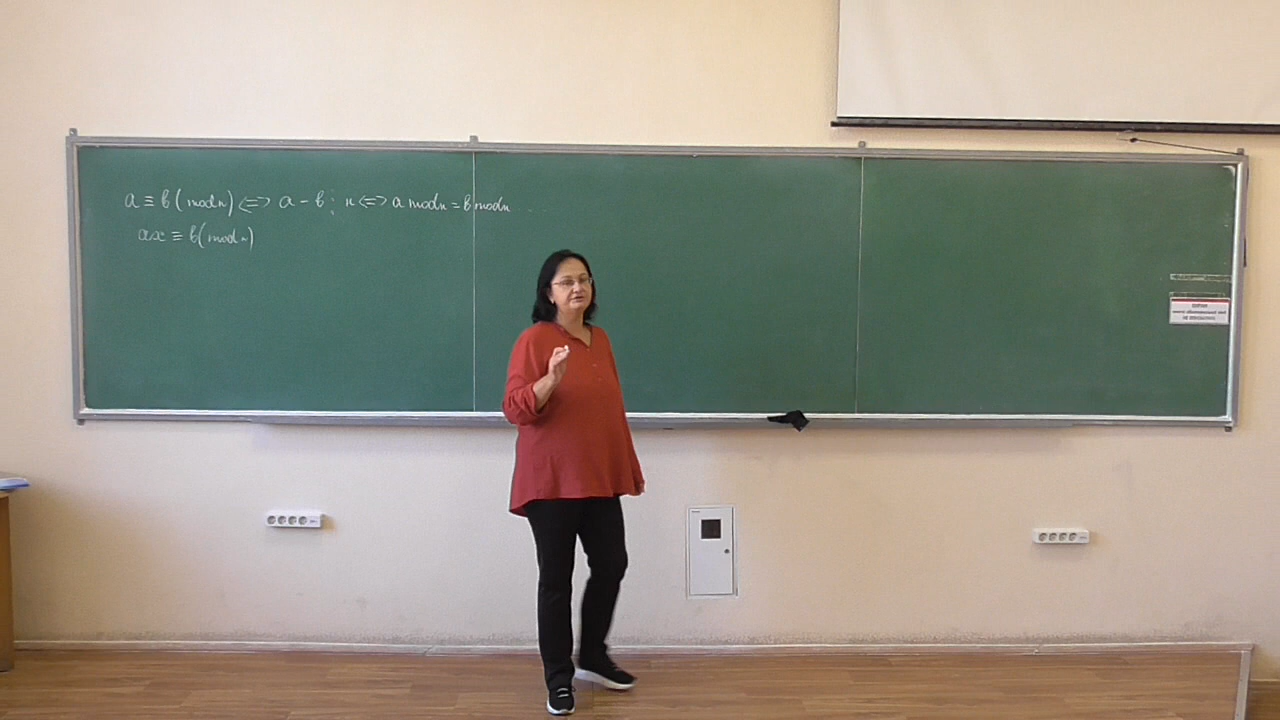 a ≡ b (mod n) <=> a - b ⋮ n <=> a mod n = b mod n ...
ax ≡ b (mod n)